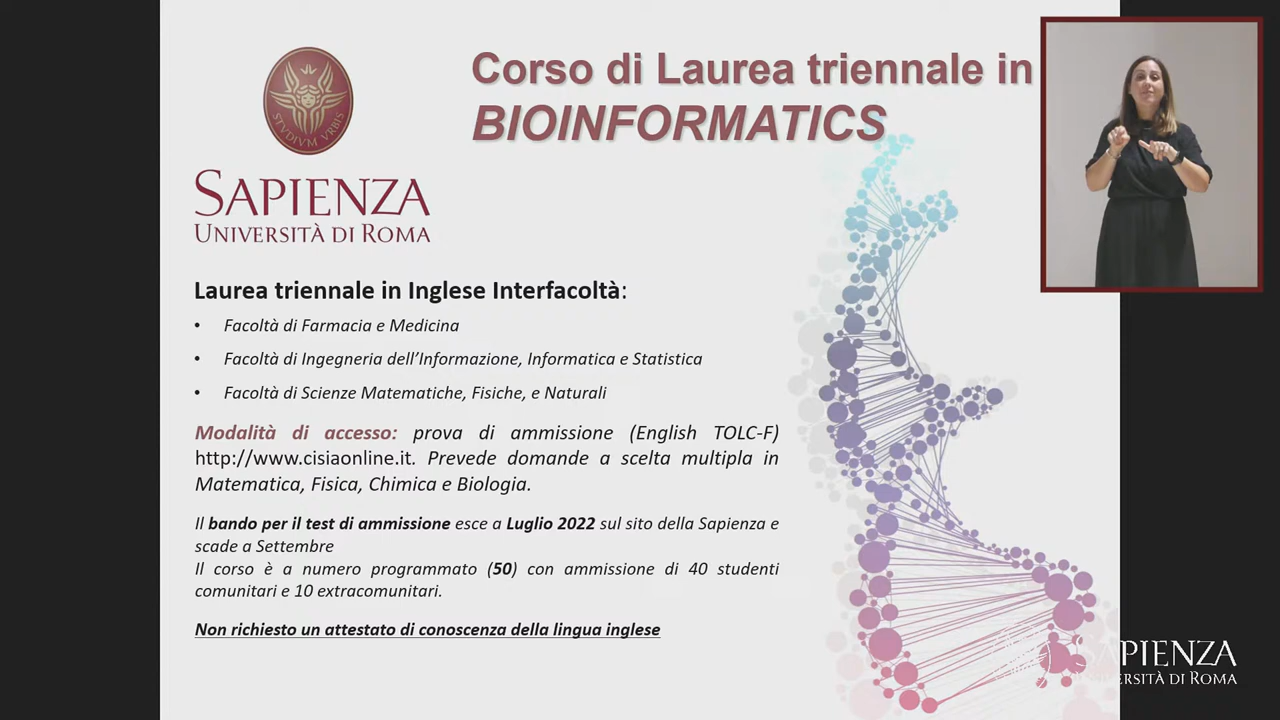 STVDIVM VRBIS
SAPIENZA
UNIVERSITÀ DI ROMA
Corso di Laurea triennale in
BIOINFORMATICS
Laurea triennale in Inglese Interfacoltà:
• Facoltà di Farmacia e Medicina
• Facoltà di Ingegneria dell’Informazione, Informatica e Statistica
• Facoltà di Scienze Matematiche, Fisiche, e Naturali
Modalità di accesso: prova di ammissione (English TOLC-F)
http://www.cisiaonline.it. Prevede domande a scelta multipla in
Matematica, Fisica, Chimica e Biologia.
Il bando per il test di ammissione esce a Luglio 2022 sul sito della Sapienza e
scade a Settembre
Il corso è a numero programmato (50) con ammissione di 40 studenti
comunitari e 10 extracomunitari.
Non richiesto un attestato di conoscenza della lingua inglese
SAPIENZA
UNIVERSITÀ DI ROMA